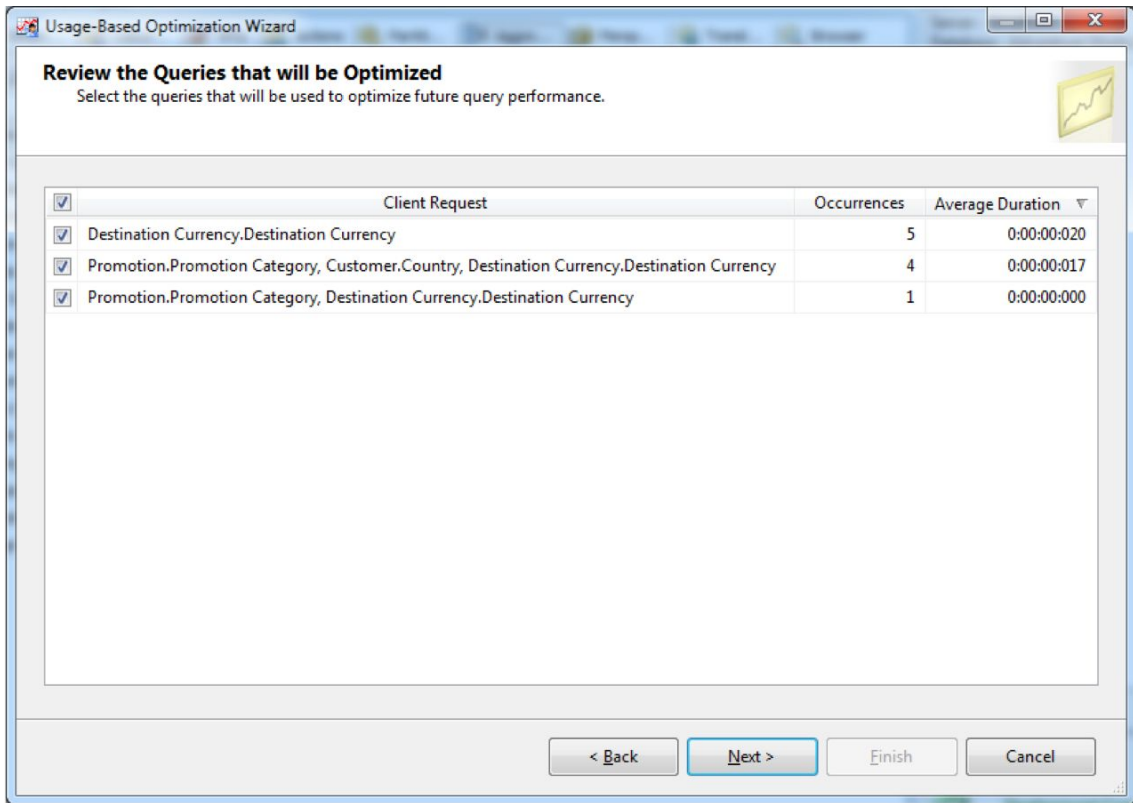 Usage-Based Optimization Wizard
Review the Queries that will be Optimized
Select the queries that will be used to optimize future query performance.
Client Request Occurrences Average Duration
Destination Currency.Destination Currency 5 0:00:00:020
Promotion.Promotion Category, Customer.Country, Destination Currency.Destination Currency 4 0:00:00:017
Promotion.Promotion Category, Destination Currency.Destination Currency 1 0:00:00:000
< Back Next > Finish Cancel